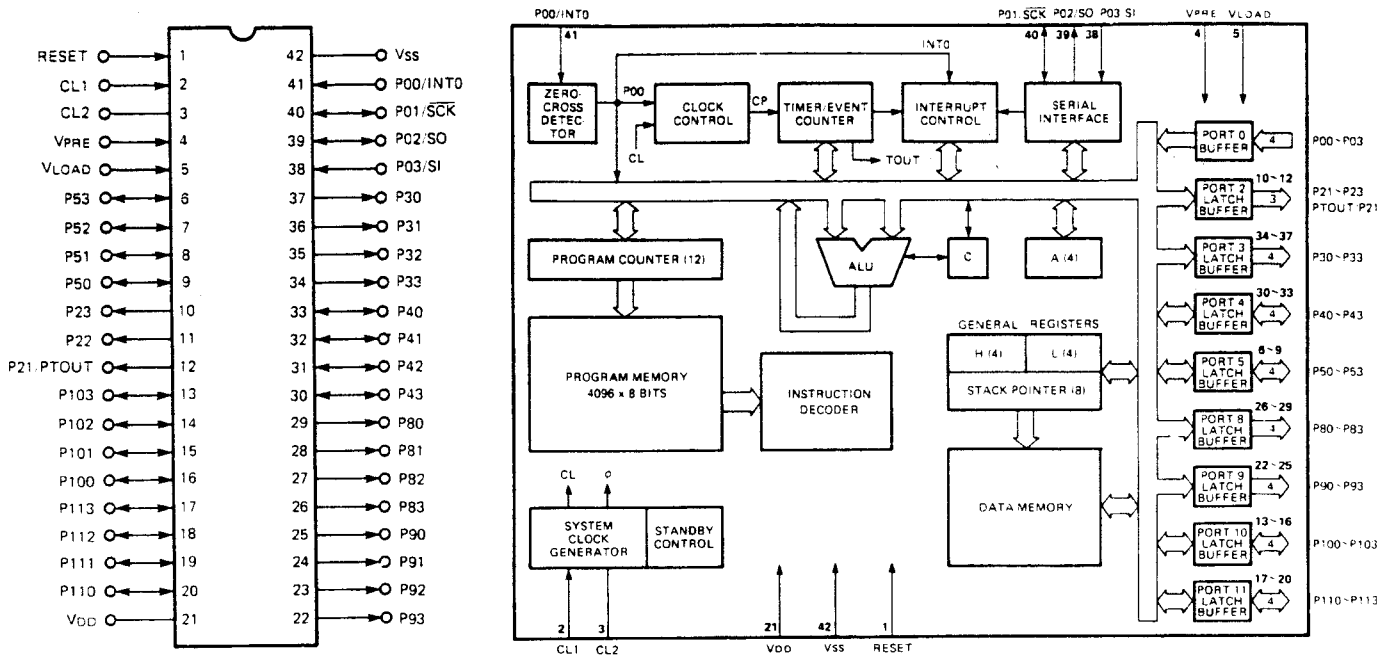 RESET 1 42 VSS
CL1 2 41 P00/INT0
CL2 3 40 P01/SCK
VPRE 4 39 P02/SO
VLOAD 5 38 P03/SI
P53 6 37 P30
P52 7 36 P31
P51 8 35 P32
P50 9 34 P33
P23 10 33 P40
P22 11 32 P41
P21/PTOUT 12 31 P42
P103 13 30 P43
P102 14 29 P80
P101 15 28 P81
P100 16 27 P82
P113 17 26 P83
P112 18 25 P90
P111 19 24 P91
P110 20 23 P92
VDD 21 22 P93
P00/INT0 P01/SCK P02/SO P03/SI VPRE VLOAD
41 40 39 38 4 5
INT0
ZERO-
CROSS
DETEC-
TOR
P00
CL
CLOCK
CONTROL
CP
TIMER/EVENT
COUNTER
TOUT
INTERRUPT
CONTROL
SERIAL
INTERFACE
PROGRAM COUNTER (12)
ALU
C
A (4)
PROGRAM MEMORY
4096 x 8 BITS
INSTRUCTION
DECODER
GENERAL REGISTERS
H (4) L (4)
STACK POINTER (8)
DATA MEMORY
CL ø
SYSTEM
CLOCK
GENERATOR
STANDBY
CONTROL
2 3 21 42 1
CL1 CL2 VDD VSS RESET
PORT 0
BUFFER
4
P00~P03
PORT 2
LATCH
BUFFER
10~12
3
P21~P23
PTOUT/P21
PORT 3
LATCH
BUFFER
34~37
4
P30~P33
PORT 4
LATCH
BUFFER
30~33
4
P40~P43
PORT 5
LATCH
BUFFER
6~9
4
P50~P53
PORT 8
LATCH
BUFFER
26~29
4
P80~P83
PORT 9
LATCH
BUFFER
22~25
4
P90~P93
PORT 10
LATCH
BUFFER
13~16
4
P100~P103
PORT 11
LATCH
BUFFER
17~20
4
P110~P113